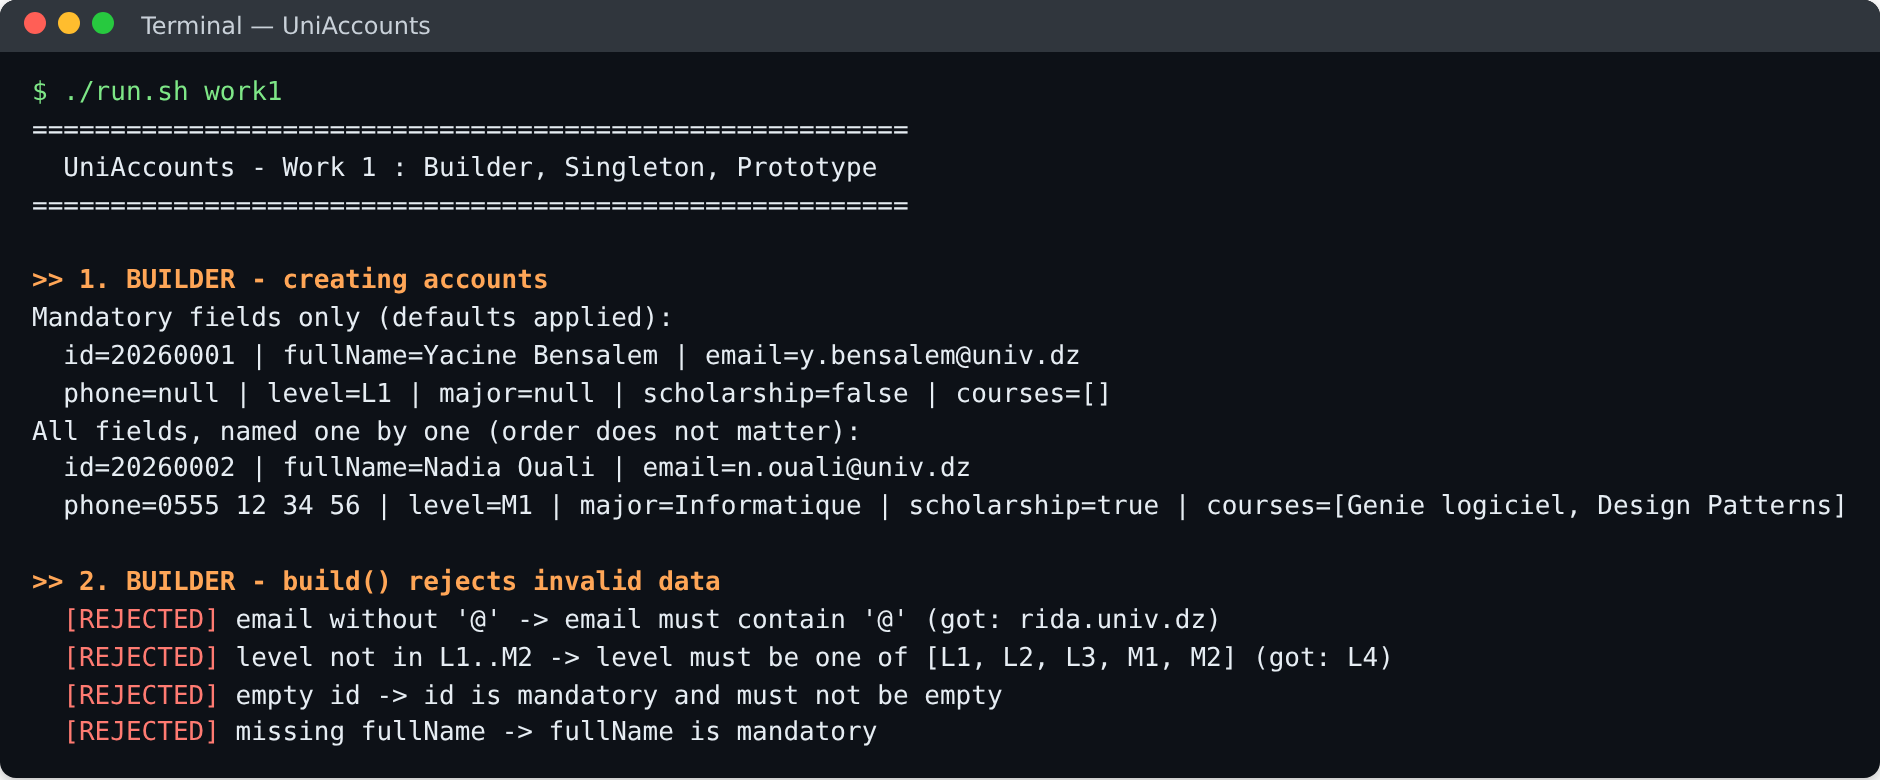 Terminal — UniAccounts
$ ./run.sh work1
========================================================
  UniAccounts - Work 1 : Builder, Singleton, Prototype
========================================================
>> 1. BUILDER - creating accounts
Mandatory fields only (defaults applied):
  id=20260001 | fullName=Yacine Bensalem | email=y.bensalem@univ.dz
  phone=null | level=L1 | major=null | scholarship=false | courses=[]
All fields, named one by one (order does not matter):
  id=20260002 | fullName=Nadia Ouali | email=n.ouali@univ.dz
  phone=0555 12 34 56 | level=M1 | major=Informatique | scholarship=true | courses=[Genie logiciel, Design Patterns]
>> 2. BUILDER - build() rejects invalid data
  [REJECTED] email without '@' -> email must contain '@' (got: rida.univ.dz)
  [REJECTED] level not in L1..M2 -> level must be one of [L1, L2, L3, M1, M2] (got: L4)
  [REJECTED] empty id -> id is mandatory and must not be empty
  [REJECTED] missing fullName -> fullName is mandatory